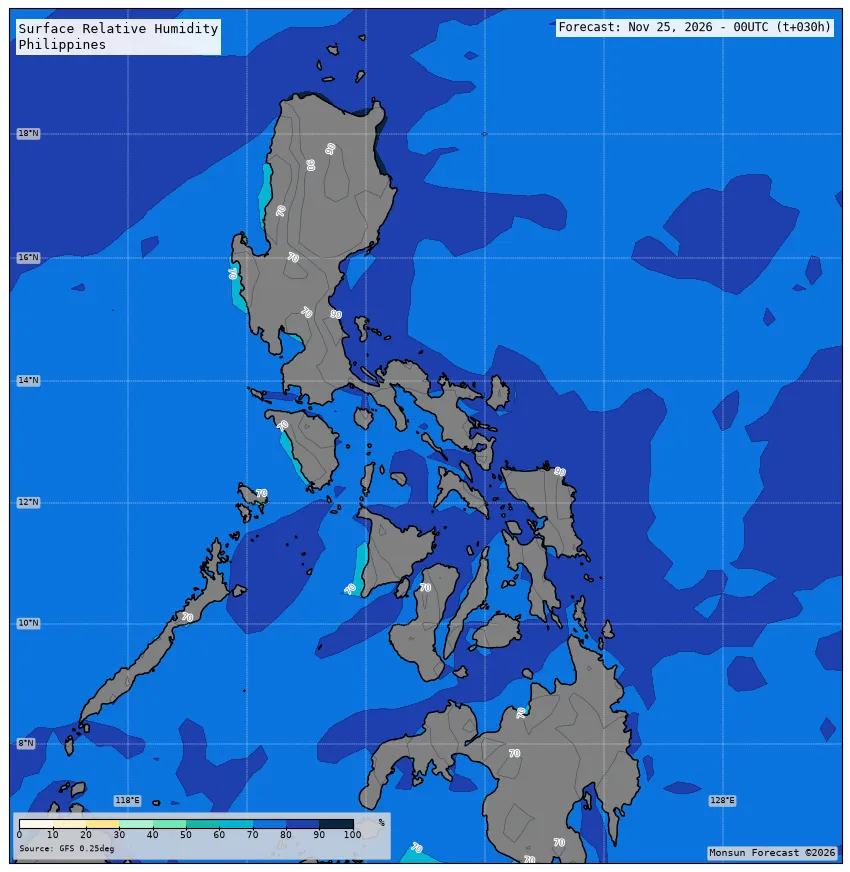 Surface Relative Humidity
Philippines
Forecast: Nov 25, 2026 - 00UTC (t+030h)
18°N
90
90
70
16°N
70
70
70
90
14°N
70
90
12°N
70
70
70
10°N
70
70
8°N
70
118°E
128°E
0 10 20 30 40 50 60 70 80 90 100 %
Source: GFS 0.25deg
70
70
70
Monsun Forecast ©2026